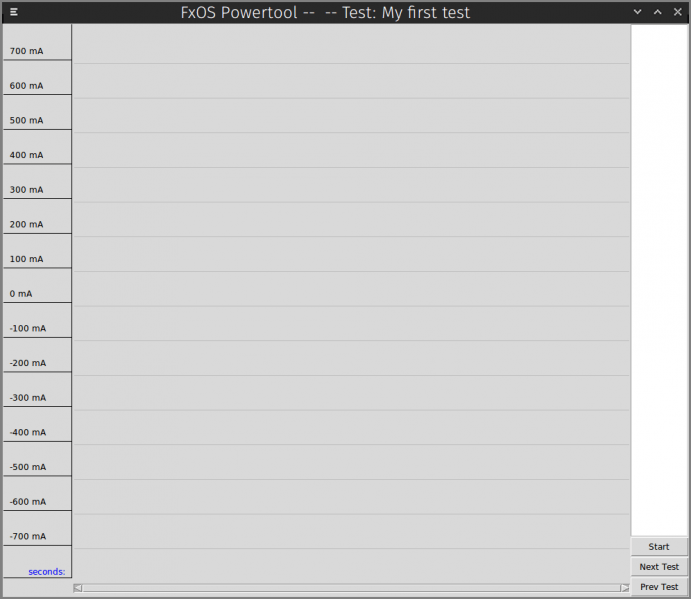 FxOS Powertool --  -- Test: My first test
700 mA
600 mA
500 mA
400 mA
300 mA
200 mA
100 mA
0 mA
-100 mA
-200 mA
-300 mA
-400 mA
-500 mA
-600 mA
-700 mA
seconds:
Start
Next Test
Prev Test